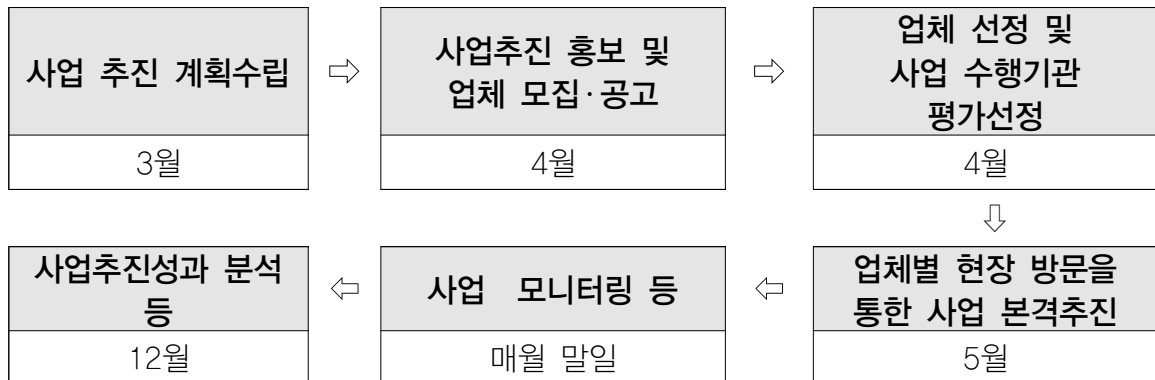 사업 추진 계획수립
3월
⇨
사업추진 홍보 및
업체 모집·공고
4월
⇨
업체 선정 및
사업 수행기관
평가선정
4월
⇩
업체별 현장 방문을
통한 사업 본격추진
5월
⇦
사업 모니터링 등
매월 말일
⇦
사업추진성과 분석
등
12월